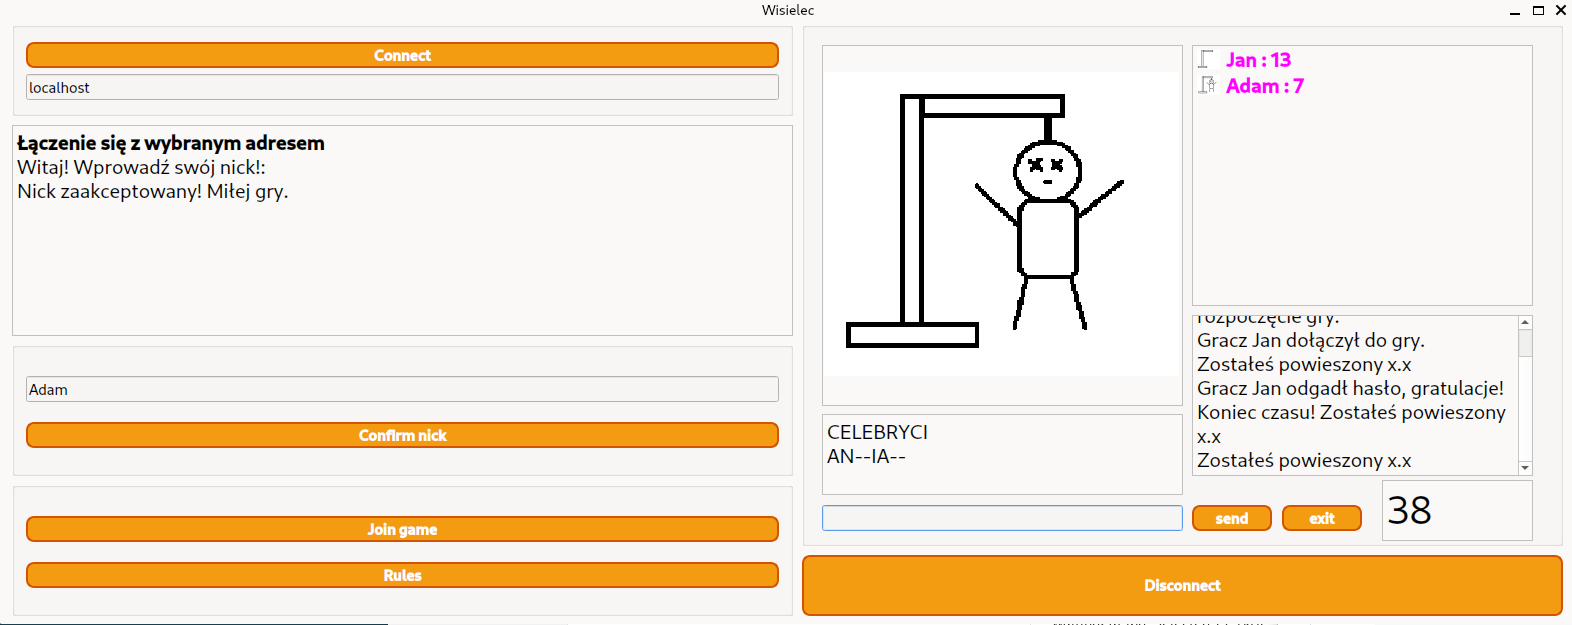 Wisielec
Connect
localhost
Łączenie się z wybranym adresem
Witaj! Wprowadź swój nick!:
Nick zaakceptowany! Miłej gry.
Adam
Confirm nick
Join game
Rules
Jan : 13
Adam : 7
rozpoczęcie gry.
Gracz Jan dołączył do gry.
Zostałeś powieszony x.x
Gracz Jan odgadł hasło, gratulacje!
Koniec czasu! Zostałeś powieszony
x.x
Zostałeś powieszony x.x
CELEBRYCI
AN--IA--
send
exit
38
Disconnect